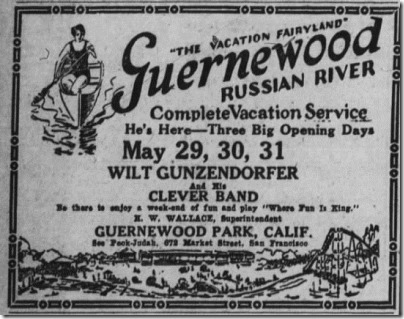 "THE VACATION FAIRYLAND"
Guernewood
RUSSIAN RIVER
Complete Vacation Service
He's Here—Three Big Opening Days
May 29, 30, 31
WILT GUNZENDORFER
And His
CLEVER BAND
Be there to enjoy a week-end of fun and play "Where Fun Is King."
H. W. WALLACE, Superintendent
GUERNEWOOD PARK, CALIF.
See Peck-Judah, 672 Market Street, San Francisco